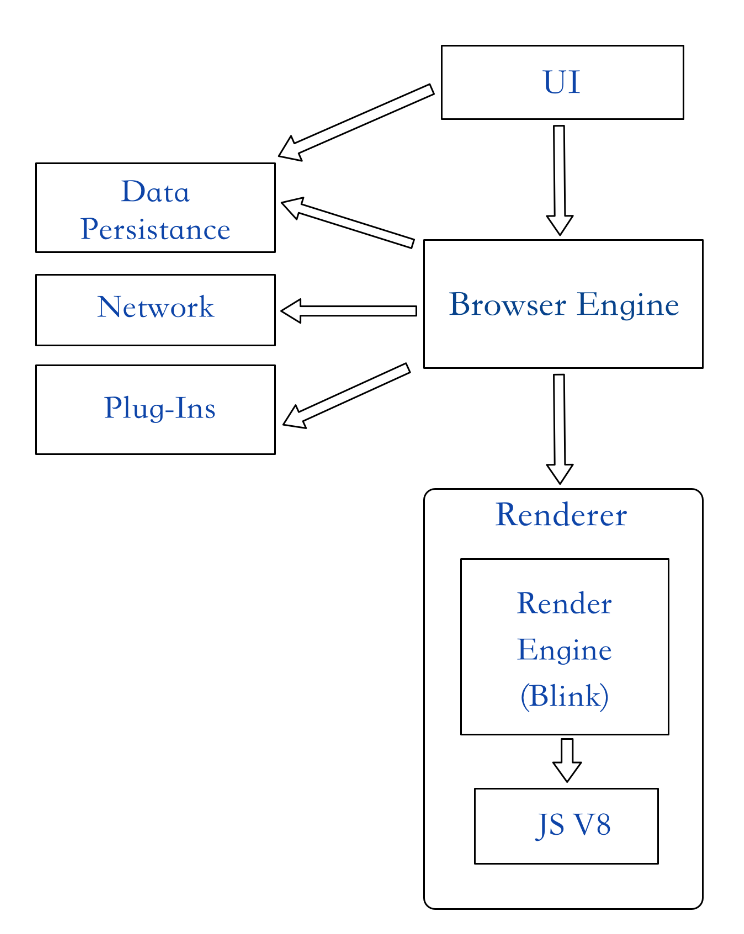 UI
Data
Persistance
Network
Browser Engine
Plug-Ins
Renderer
Render
Engine
(Blink)
JS V8